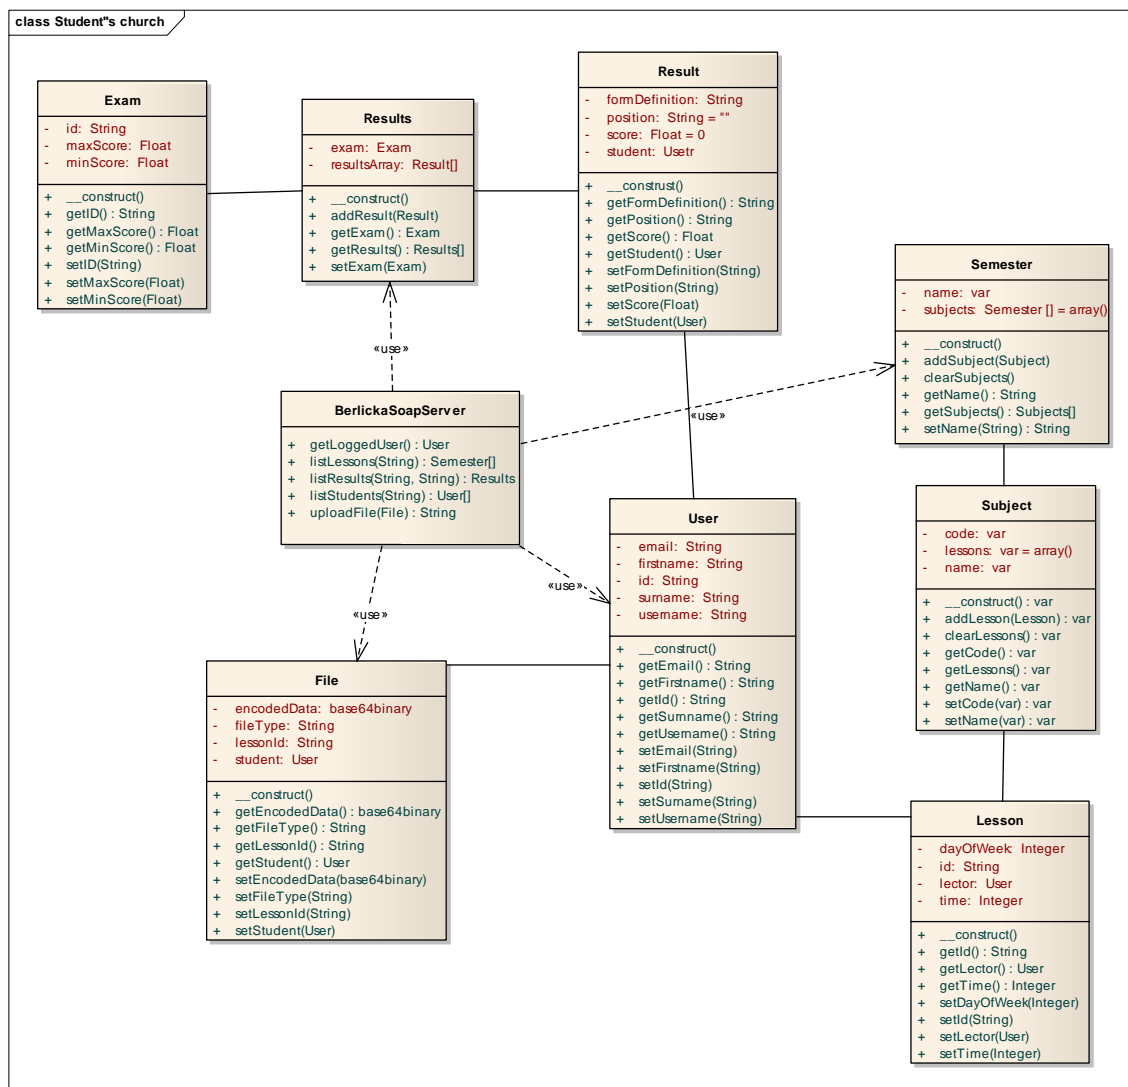 class Student"s church
Exam
- id: String
- maxScore: Float
- minScore: Float
+ __construct()
+ getID() : String
+ getMaxScore() : Float
+ getMinScore() : Float
+ setID(String)
+ setMaxScore(Float)
+ setMinScore(Float)
Results
- exam: Exam
- resultsArray: Result[]
+ __construct()
+ addResult(Result)
+ getExam() : Exam
+ getResults() : Results[]
+ setExam(Exam)
Result
- formDefinition: String
- position: String = ""
- score: Float = 0
- student: Usetr
+ __construst()
+ getFormDefinition() : String
+ getPosition() : String
+ getScore() : Float
+ getStudent() : User
+ setFormDefinition(String)
+ setPosition(String)
+ setScore(Float)
+ setStudent(User)
Semester
- name: var
- subjects: Semester [] = array()
+ __construct()
+ addSubject(Subject)
+ clearSubjects()
+ getName() : String
+ getSubjects() : Subjects[]
+ setName(String) : String
«use»
«use»
BerlickaSoapServer
+ getLoggedUser() : User
+ listLessons(String) : Semester[]
+ listResults(String, String) : Results
+ listStudents(String) : User[]
+ uploadFile(File) : String
«use»
«use»
User
- email: String
- firstname: String
- id: String
- surname: String
- username: String
+ __construct()
+ getEmail() : String
+ getFirstname() : String
+ getId() : String
+ getSurnname() : String
+ getUsername() : String
+ setEmail(String)
+ setFirstname(String)
+ setId(String)
+ setSurname(String)
+ setUsername(String)
Subject
- code: var
- lessons: var = array()
- name: var
+ __construct() : var
+ addLesson(Lesson) : var
+ clearLessons() : var
+ getCode() : var
+ getLessons() : var
+ getName() : var
+ setCode(var) : var
+ setName(var) : var
File
- encodedData: base64binary
- fileType: String
- lessonId: String
- student: User
+ __construct()
+ getEncodedData() : base64binary
+ getFileType() : String
+ getLessonId() : String
+ getStudent() : User
+ setEncodedData(base64binary)
+ setFileType(String)
+ setLessonId(String)
+ setStudent(User)
Lesson
- dayOfWeek: Integer
- id: String
- lector: User
- time: Integer
+ __construct()
+ getId() : String
+ getLector() : User
+ getTime() : Integer
+ setDayOfWeek(Integer)
+ setId(String)
+ setLector(User)
+ setTime(Integer)